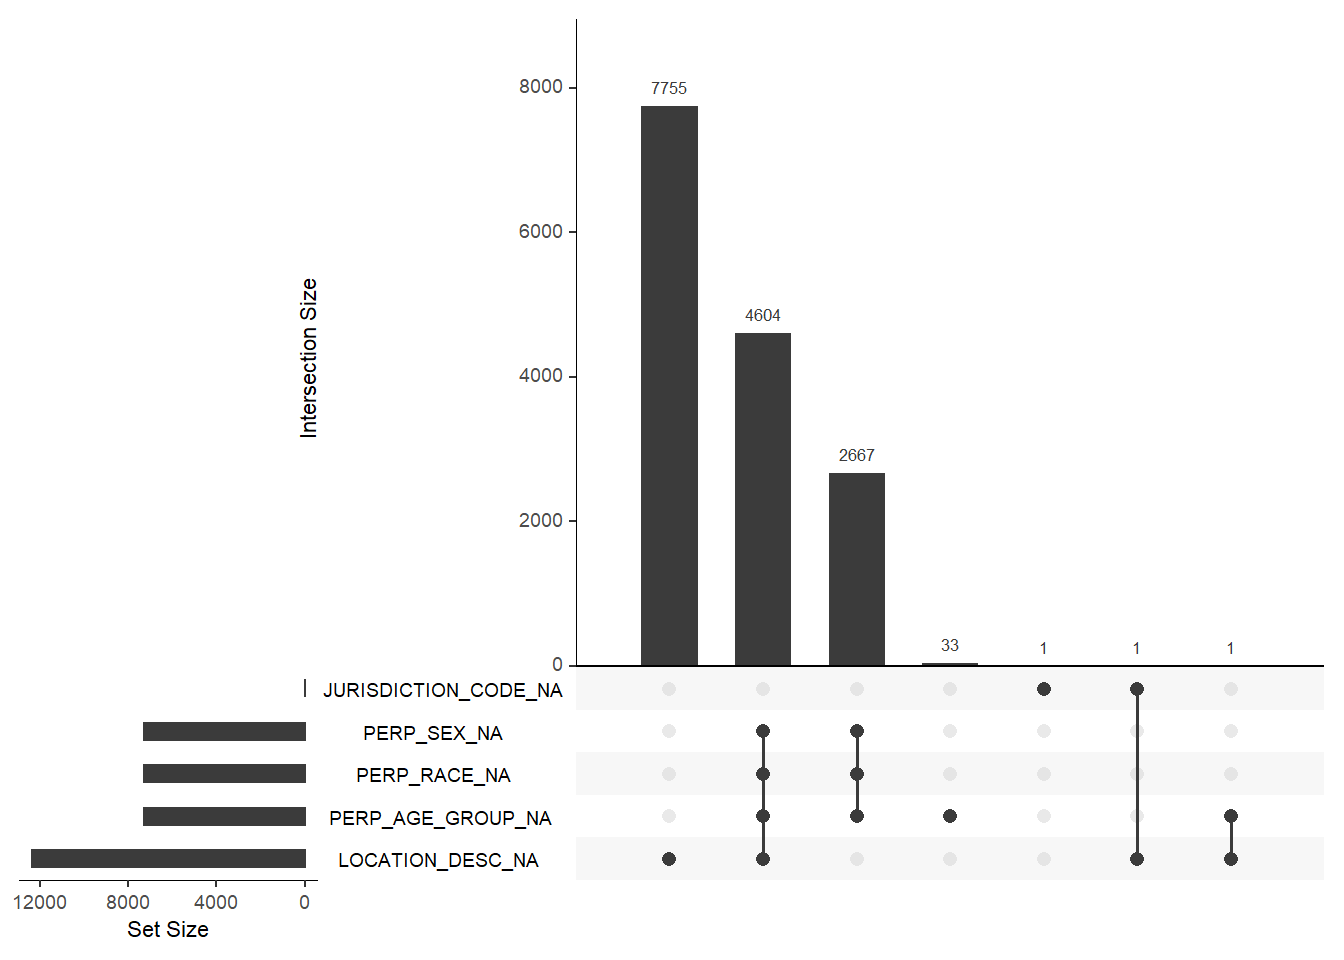 8000
7755
6000
Intersection Size
4604
4000
2667
2000
33
1
1
1
0
JURISDICTION_CODE_NA
PERP_SEX_NA
PERP_RACE_NA
PERP_AGE_GROUP_NA
LOCATION_DESC_NA
12000 8000 4000 0
Set Size